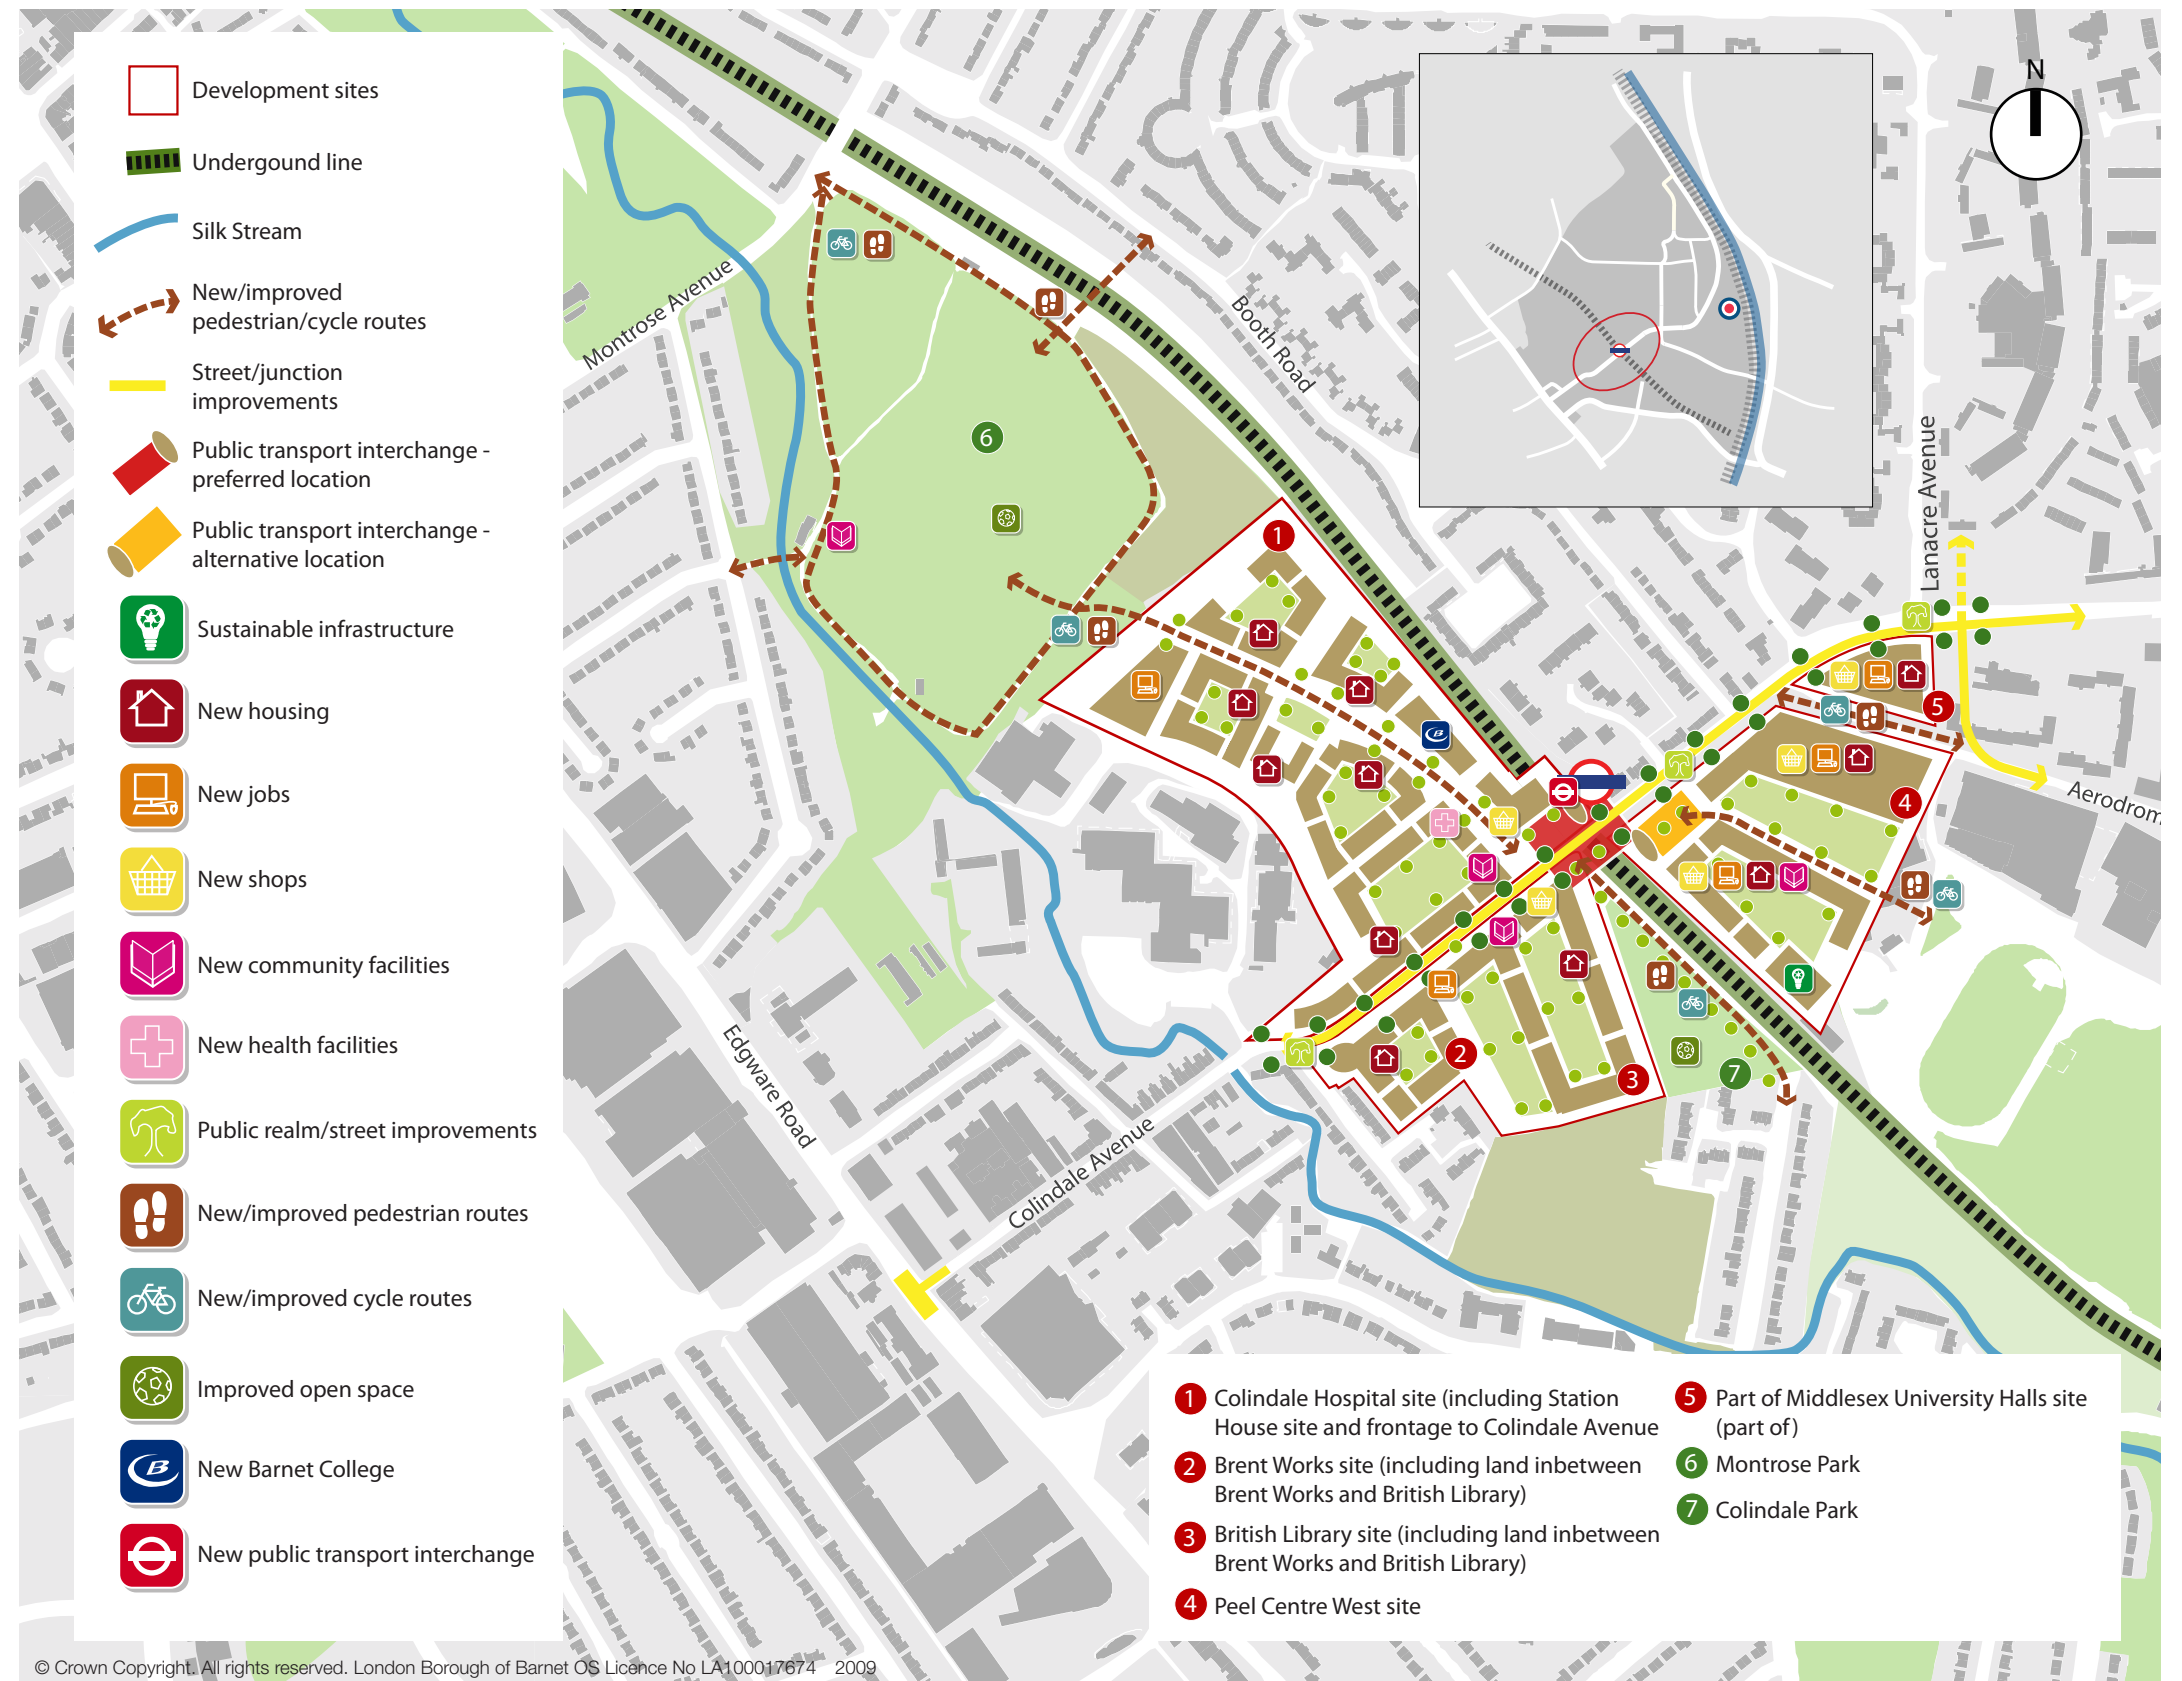 Development sites
Undergound line
Silk Stream
New/improved
pedestrian/cycle routes
Street/junction
improvements
Public transport interchange -
preferred location
Public transport interchange -
alternative location
Sustainable infrastructure
New housing
New jobs
New shops
New community facilities
New health facilities
Public realm/street improvements
New/improved pedestrian routes
New/improved cycle routes
Improved open space
B
New Barnet College
New public transport interchange
N
Montrose Avenue
Booth Road
Lanacre Avenue
Aerodrom
Edgware Road
Colindale Avenue
1
2
3
4
5
6
7
B
1 Colindale Hospital site (including Station
House site and frontage to Colindale Avenue
2 Brent Works site (including land inbetween
Brent Works and British Library)
3 British Library site (including land inbetween
Brent Works and British Library)
4 Peel Centre West site
5 Part of Middlesex University Halls site
(part of)
6 Montrose Park
7 Colindale Park
© Crown Copyright. All rights reserved. London Borough of Barnet OS Licence No LA100017674 2009